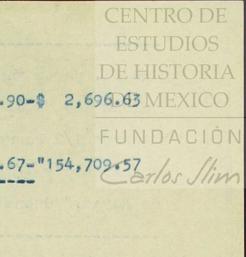 CENTRO DE
ESTUDIOS
DE HISTORIA
DE MEXICO
.90-$ 2,696.63
FUNDACIÓN
.67-"154,709.57
Carlos Slim